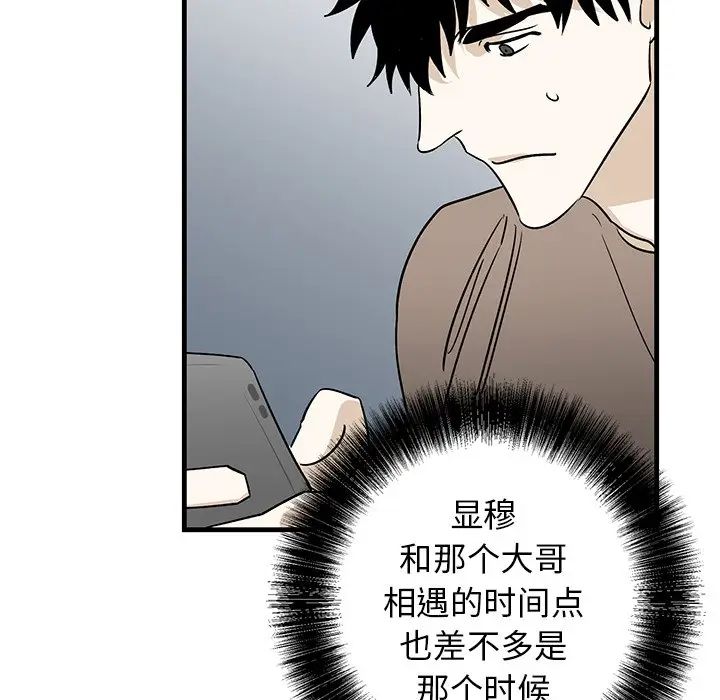 显穆
和那个大哥
相遇的时间点
也差不多是
那个时候